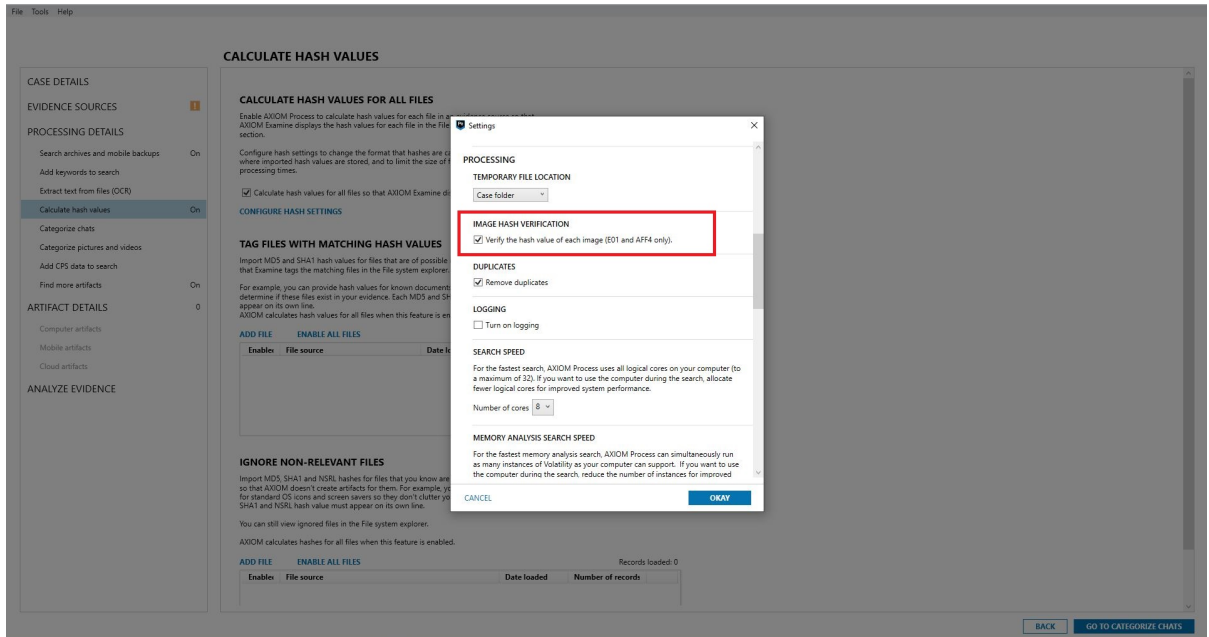 File Tools Help
CALCULATE HASH VALUES
CASE DETAILS
EVIDENCE SOURCES
PROCESSING DETAILS
Search archives and mobile backups On
Add keywords to search
Extract text from files (OCR)
Calculate hash values On
Categorize chats
Categorize pictures and videos
Add CPS data to search
Find more artifacts On
ARTIFACT DETAILS 0
Computer artifacts
Mobile artifacts
Cloud artifacts
ANALYZE EVIDENCE
CALCULATE HASH VALUES FOR ALL FILES
Enable AXIOM Process to calculate hash values for each file in an evidence source so that
AXIOM Examine displays the hash values for each file in the File
section.
Configure hash settings to change the format that hashes are
where imported hash values are stored, and to limit the size of
processing times.
Calculate hash values for all files so that AXIOM Examine
CONFIGURE HASH SETTINGS
TAG FILES WITH MATCHING HASH VALUES
Import MD5 and SHA1 hash values for files that are of possible
that Examine tags the matching files in the File system explorer.
For example, you can provide hash values for known
determine if these files exist in your evidence. Each MD5 and
appear on its own line.
AXIOM calculates hash values for all files when this feature is
ADD FILE ENABLE ALL FILES
Enable File source Date
IGNORE NON-RELEVANT FILES
Import MD5, SHA1 and NSRL hashes for files that you know are
so that AXIOM doesn't create artifacts for them. For example,
for standard OS icons and screen savers so they don't clutter
SHA1 and NSRL hash value must appear on its own line.
You can still view ignored files in the File system explorer.
AXIOM calculates hashes for all files when this feature is enabled.
ADD FILE ENABLE ALL FILES Records loaded: 0
Enable File source Date loaded Number of records
Settings
PROCESSING
TEMPORARY FILE LOCATION
Case folder
IMAGE HASH VERIFICATION
Verify the hash value of each image (E01 and AFF4 only).
DUPLICATES
Remove duplicates
LOGGING
Turn on logging
SEARCH SPEED
For the fastest search, AXIOM Process uses all logical cores on your computer (to
a maximum of 32). If you want to use the computer during the search, allocate
fewer logical cores for improved system performance.
Number of cores 8
MEMORY ANALYSIS SEARCH SPEED
For the fastest memory analysis search, AXIOM Process can simultaneously run
as many instances of Volatility as your computer can support. If you want to use
the computer during the search, reduce the number of instances for improved
CANCEL OKAY
BACK GO TO CATEGORIZE CHATS